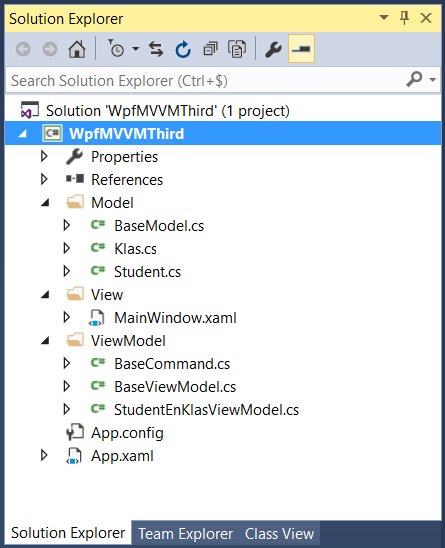 Solution Explorer
Search Solution Explorer (Ctrl+$)
Solution 'WpfMVVMThird' (1 project)
C# WpfMVVMThird
Properties
References
Model
C# BaseModel.cs
C# Klas.cs
C# Student.cs
View
MainWindow.xaml
ViewModel
C# BaseCommand.cs
C# BaseViewModel.cs
C# StudentEnKlasViewModel.cs
App.config
App.xaml
Solution Explorer Team Explorer Class View